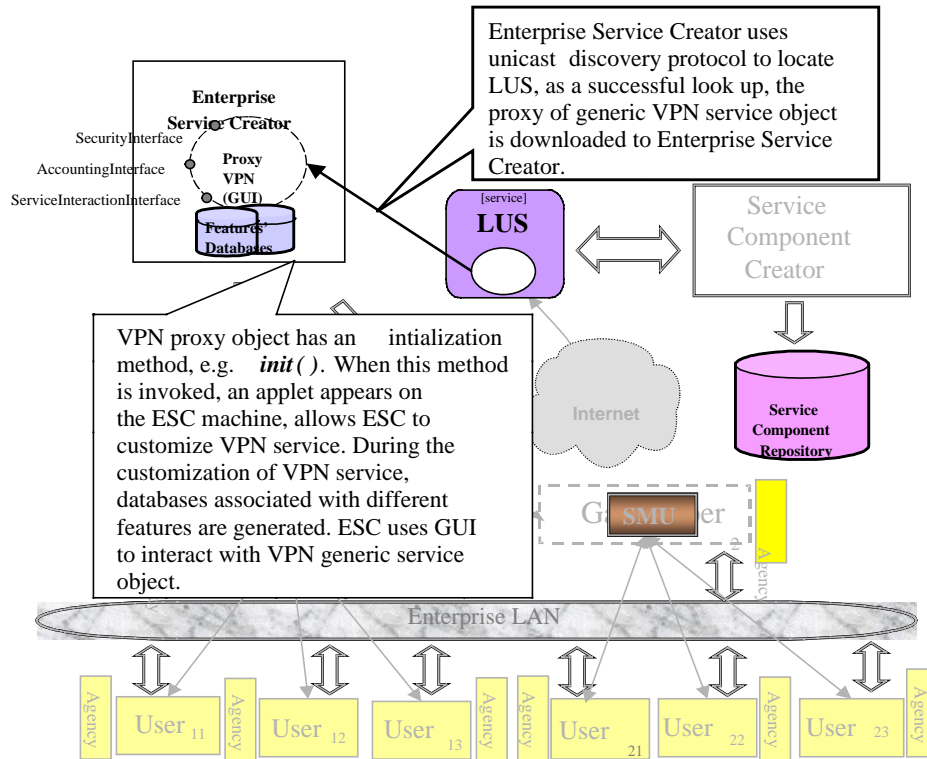 Enterprise Service Creator uses
unicast discovery protocol to locate
LUS, as a successful look up, the
proxy of generic VPN service object
is downloaded to Enterprise Service
Creator.
Enterprise
Service Creator
SecurityInterface
AccountingInterface
ServiceInteractionInterface
Proxy
VPN
(GUI)
Features'
Databases
[service]
LUS
Service
Component
Creator
VPN proxy object has an intialization
method, e.g. init( ). When this method
is invoked, an applet appears on
the ESC machine, allows ESC to
customize VPN service. During the
customization of VPN service,
databases associated with different
features are generated. ESC uses GUI
to interact with VPN generic service
object.
Internet
Service
Component
Repository
SMU
2
Agency
Enterprise LAN
Agency
User 11
Agency
User 12
User 13
Agency
Agency
User 21
User 22
Agency
User 23
Agency